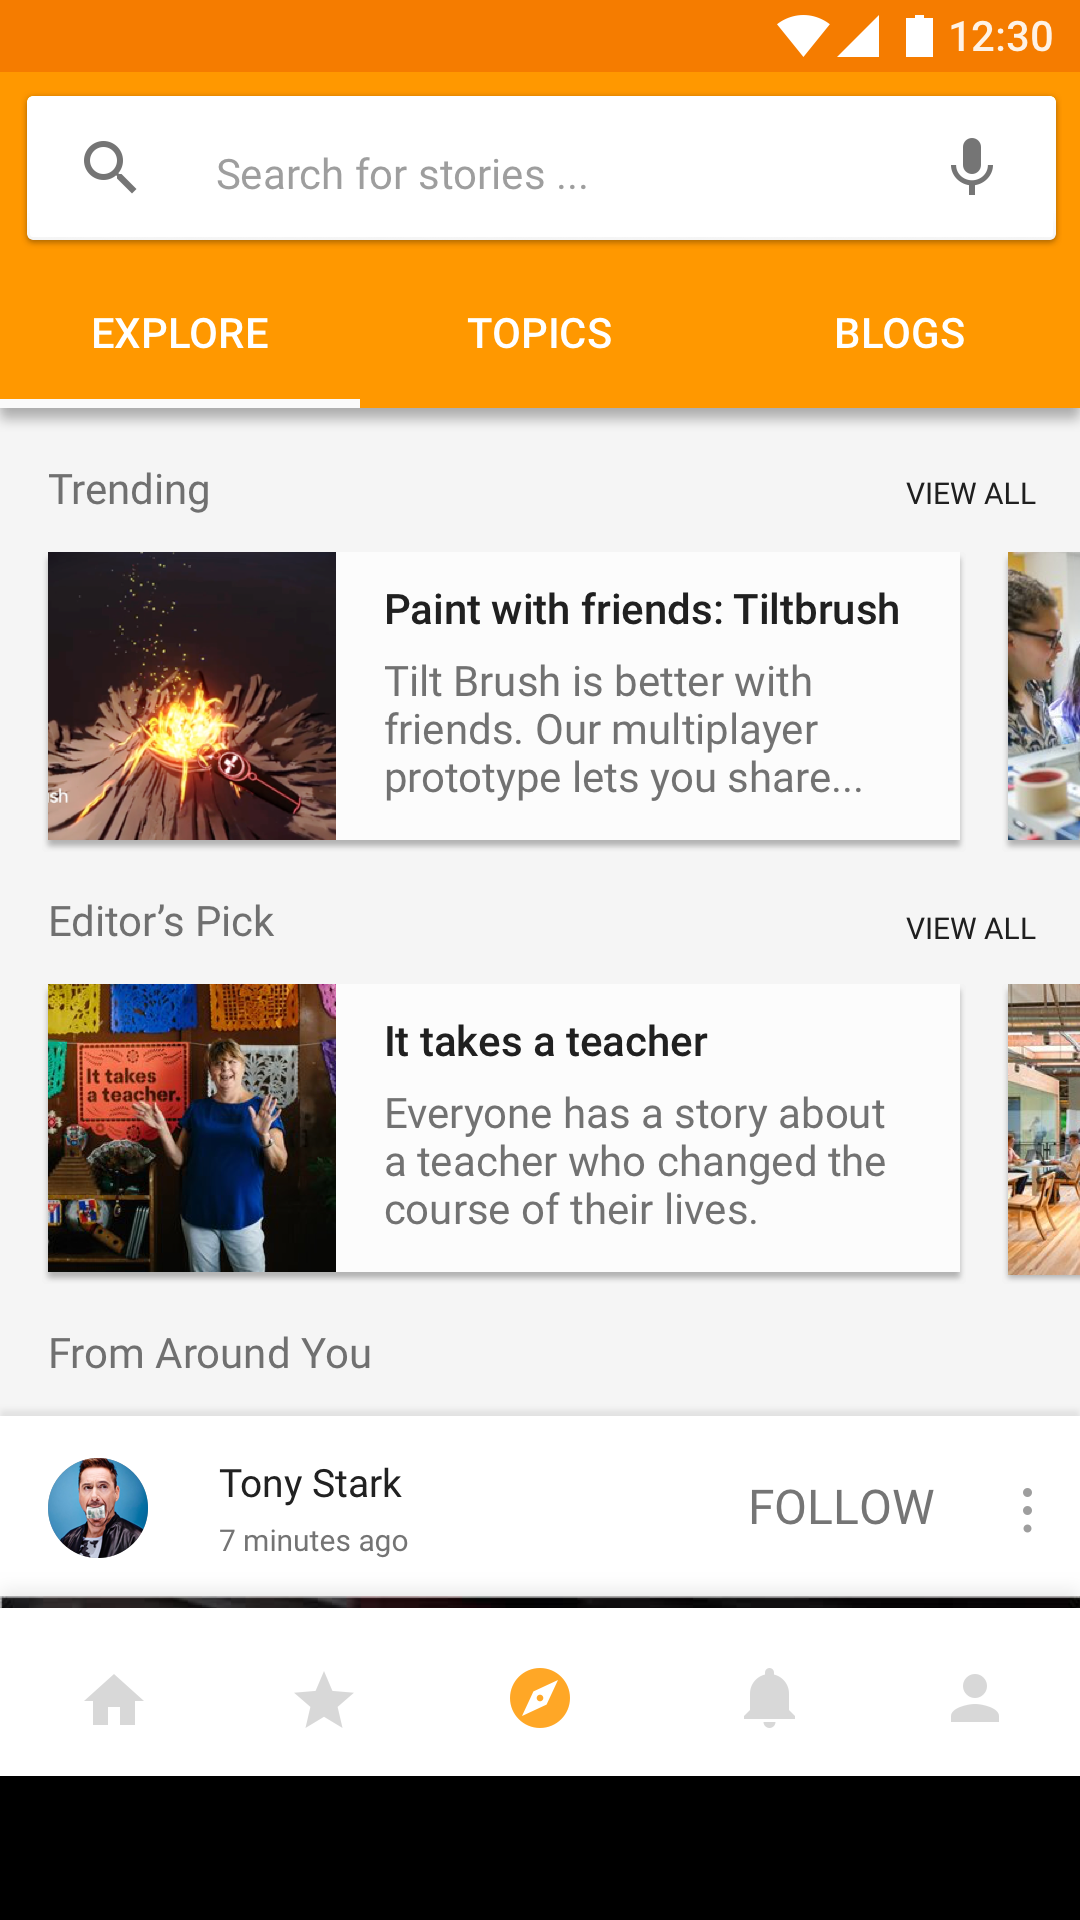 12:30
Search for stories ...
EXPLORE
TOPICS
BLOGS
Trending
VIEW ALL
sh
Paint with friends: Tiltbrush
Tilt Brush is better with
friends. Our multiplayer
prototype lets you share...
Editor’s Pick
VIEW ALL
It takes
a teacher.
It takes a teacher
Everyone has a story about
a teacher who changed the
course of their lives.
From Around You
Tony Stark
7 minutes ago
FOLLOW